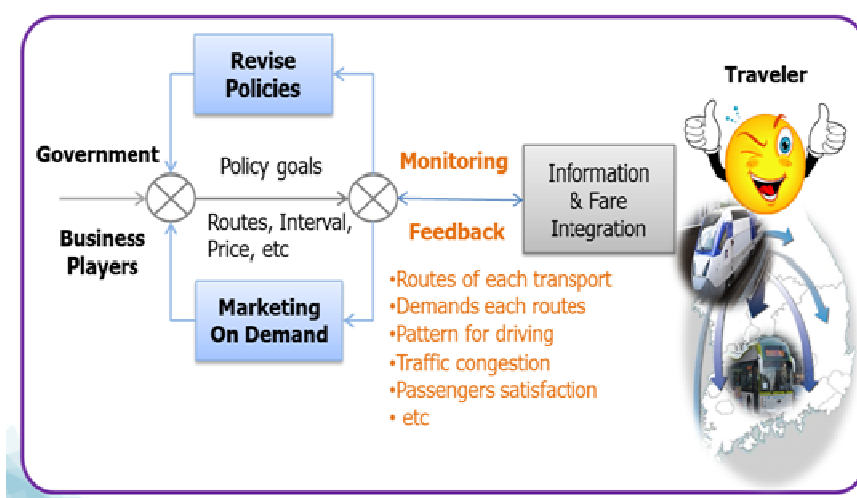 Revise
Policies
Traveler
Government
Policy goals
Monitoring
Information
& Fare
Integration
Business
Players
Routes, Interval,
Price, etc
Feedback
Marketing
On Demand
•Routes of each transport
•Demands each routes
•Pattern for driving
•Traffic congestion
•Passengers satisfaction
• etc